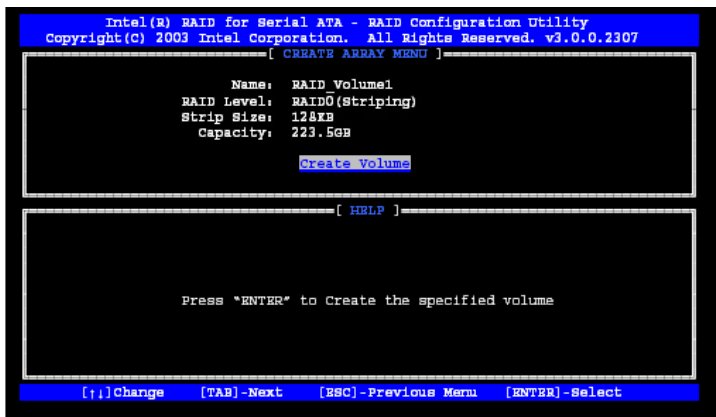 Intel(R) RAID for Serial ATA - RAID Configuration Utility
Copyright(C) 2003 Intel Corporation. All Rights Reserved. v3.0.0.2307
[ CREATE ARRAY MENU ]
Name: RAID_Volume1
RAID Level: RAID0(Striping)
Strip Size: 128KB
Capacity: 223.5GB
Create Volume
[ HELP ]
Press "ENTER" to Create the specified volume
[↑↓]Change [TAB]-Next [ESC]-Previous Menu [ENTER]-Select